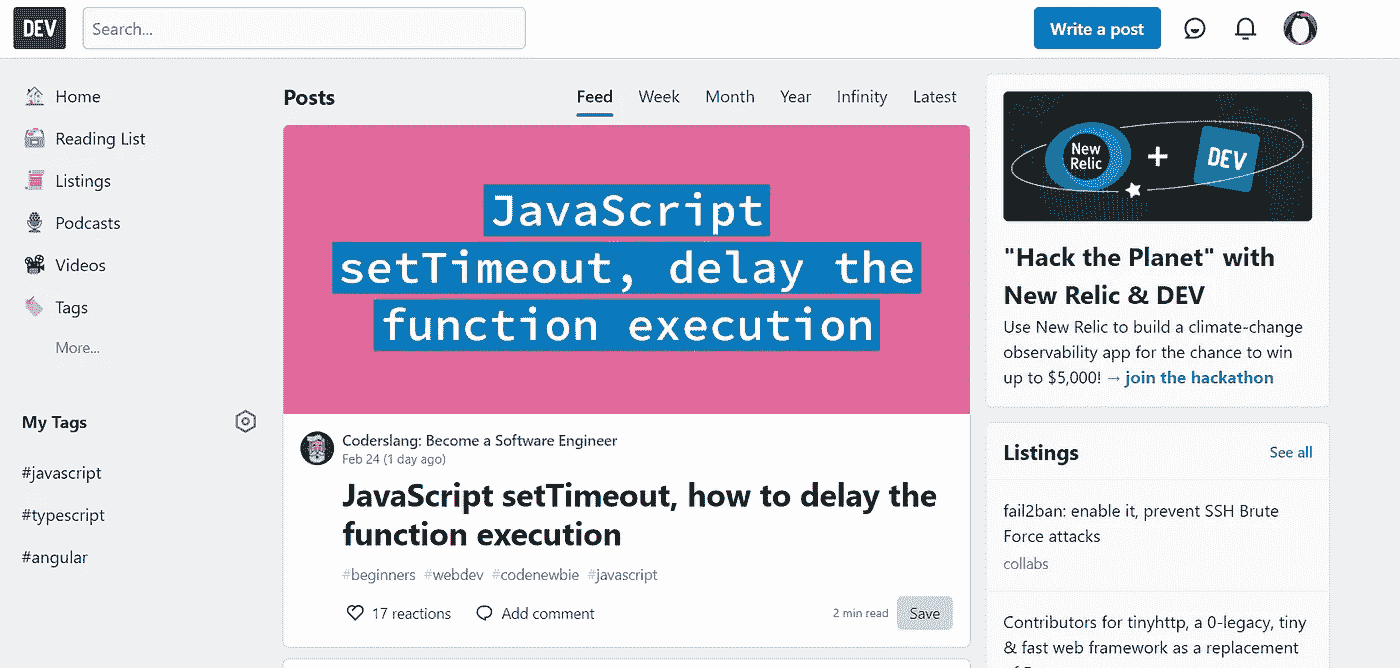 DEV
Search...
Write a post
Home
Reading List
Listings
Podcasts
Videos
Tags
More...
My Tags
#javascript
#typescript
#angular
Posts
Feed
Week
Month
Year
Infinity
Latest
JavaScript
setTimeout, delay the
function execution
Coderslang: Become a Software Engineer
Feb 24 (1 day ago)
JavaScript setTimeout, how to delay the
function execution
#beginners #webdev #codenewbie #javascript
17 reactions
Add comment
2 min read
Save
New
Relic
+
DEV
"Hack the Planet" with
New Relic & DEV
Use New Relic to build a climate-change
observability app for the chance to win
up to $5,000! → join the hackathon
Listings
See all
fail2ban: enable it, prevent SSH Brute
Force attacks
collabs
Contributors for tinyhttp, a 0-legacy, tiny
& fast web framework as a replacement